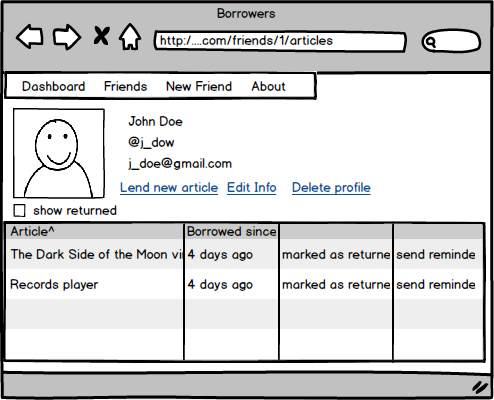 Borrowers
http:/....com/friends/1/articles
Dashboard Friends New Friend About
John Doe
@j_dow
j_doe@gmail.com
Lend new article Edit Info Delete profile
show returned
Article^ Borrowed since
The Dark Side of the Moon vi 4 days ago marked as returne send reminde
Records player 4 days ago marked as returne send reminde